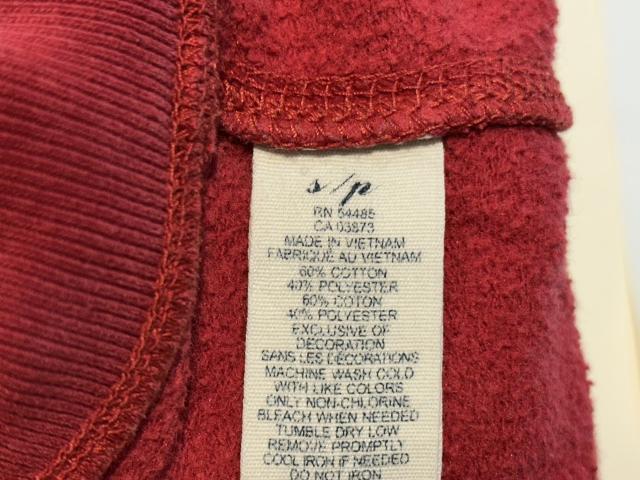 s/p
RN 54485
CA 03873
MADE IN VIETNAM
FABRIQUÉ AU VIETNAM
60% COTTON
40% POLYESTER
60% COTON
40% POLYESTER
EXCLUSIVE OF
DECORATION
SANS LES DÉCORATIONS
MACHINE WASH COLD
WITH LIKE COLORS
ONLY NON-CHLORINE
BLEACH WHEN NEEDED
TUMBLE DRY LOW
REMOVE PROMPTLY
COOL IRON IF NEEDED
DO NOT IRON